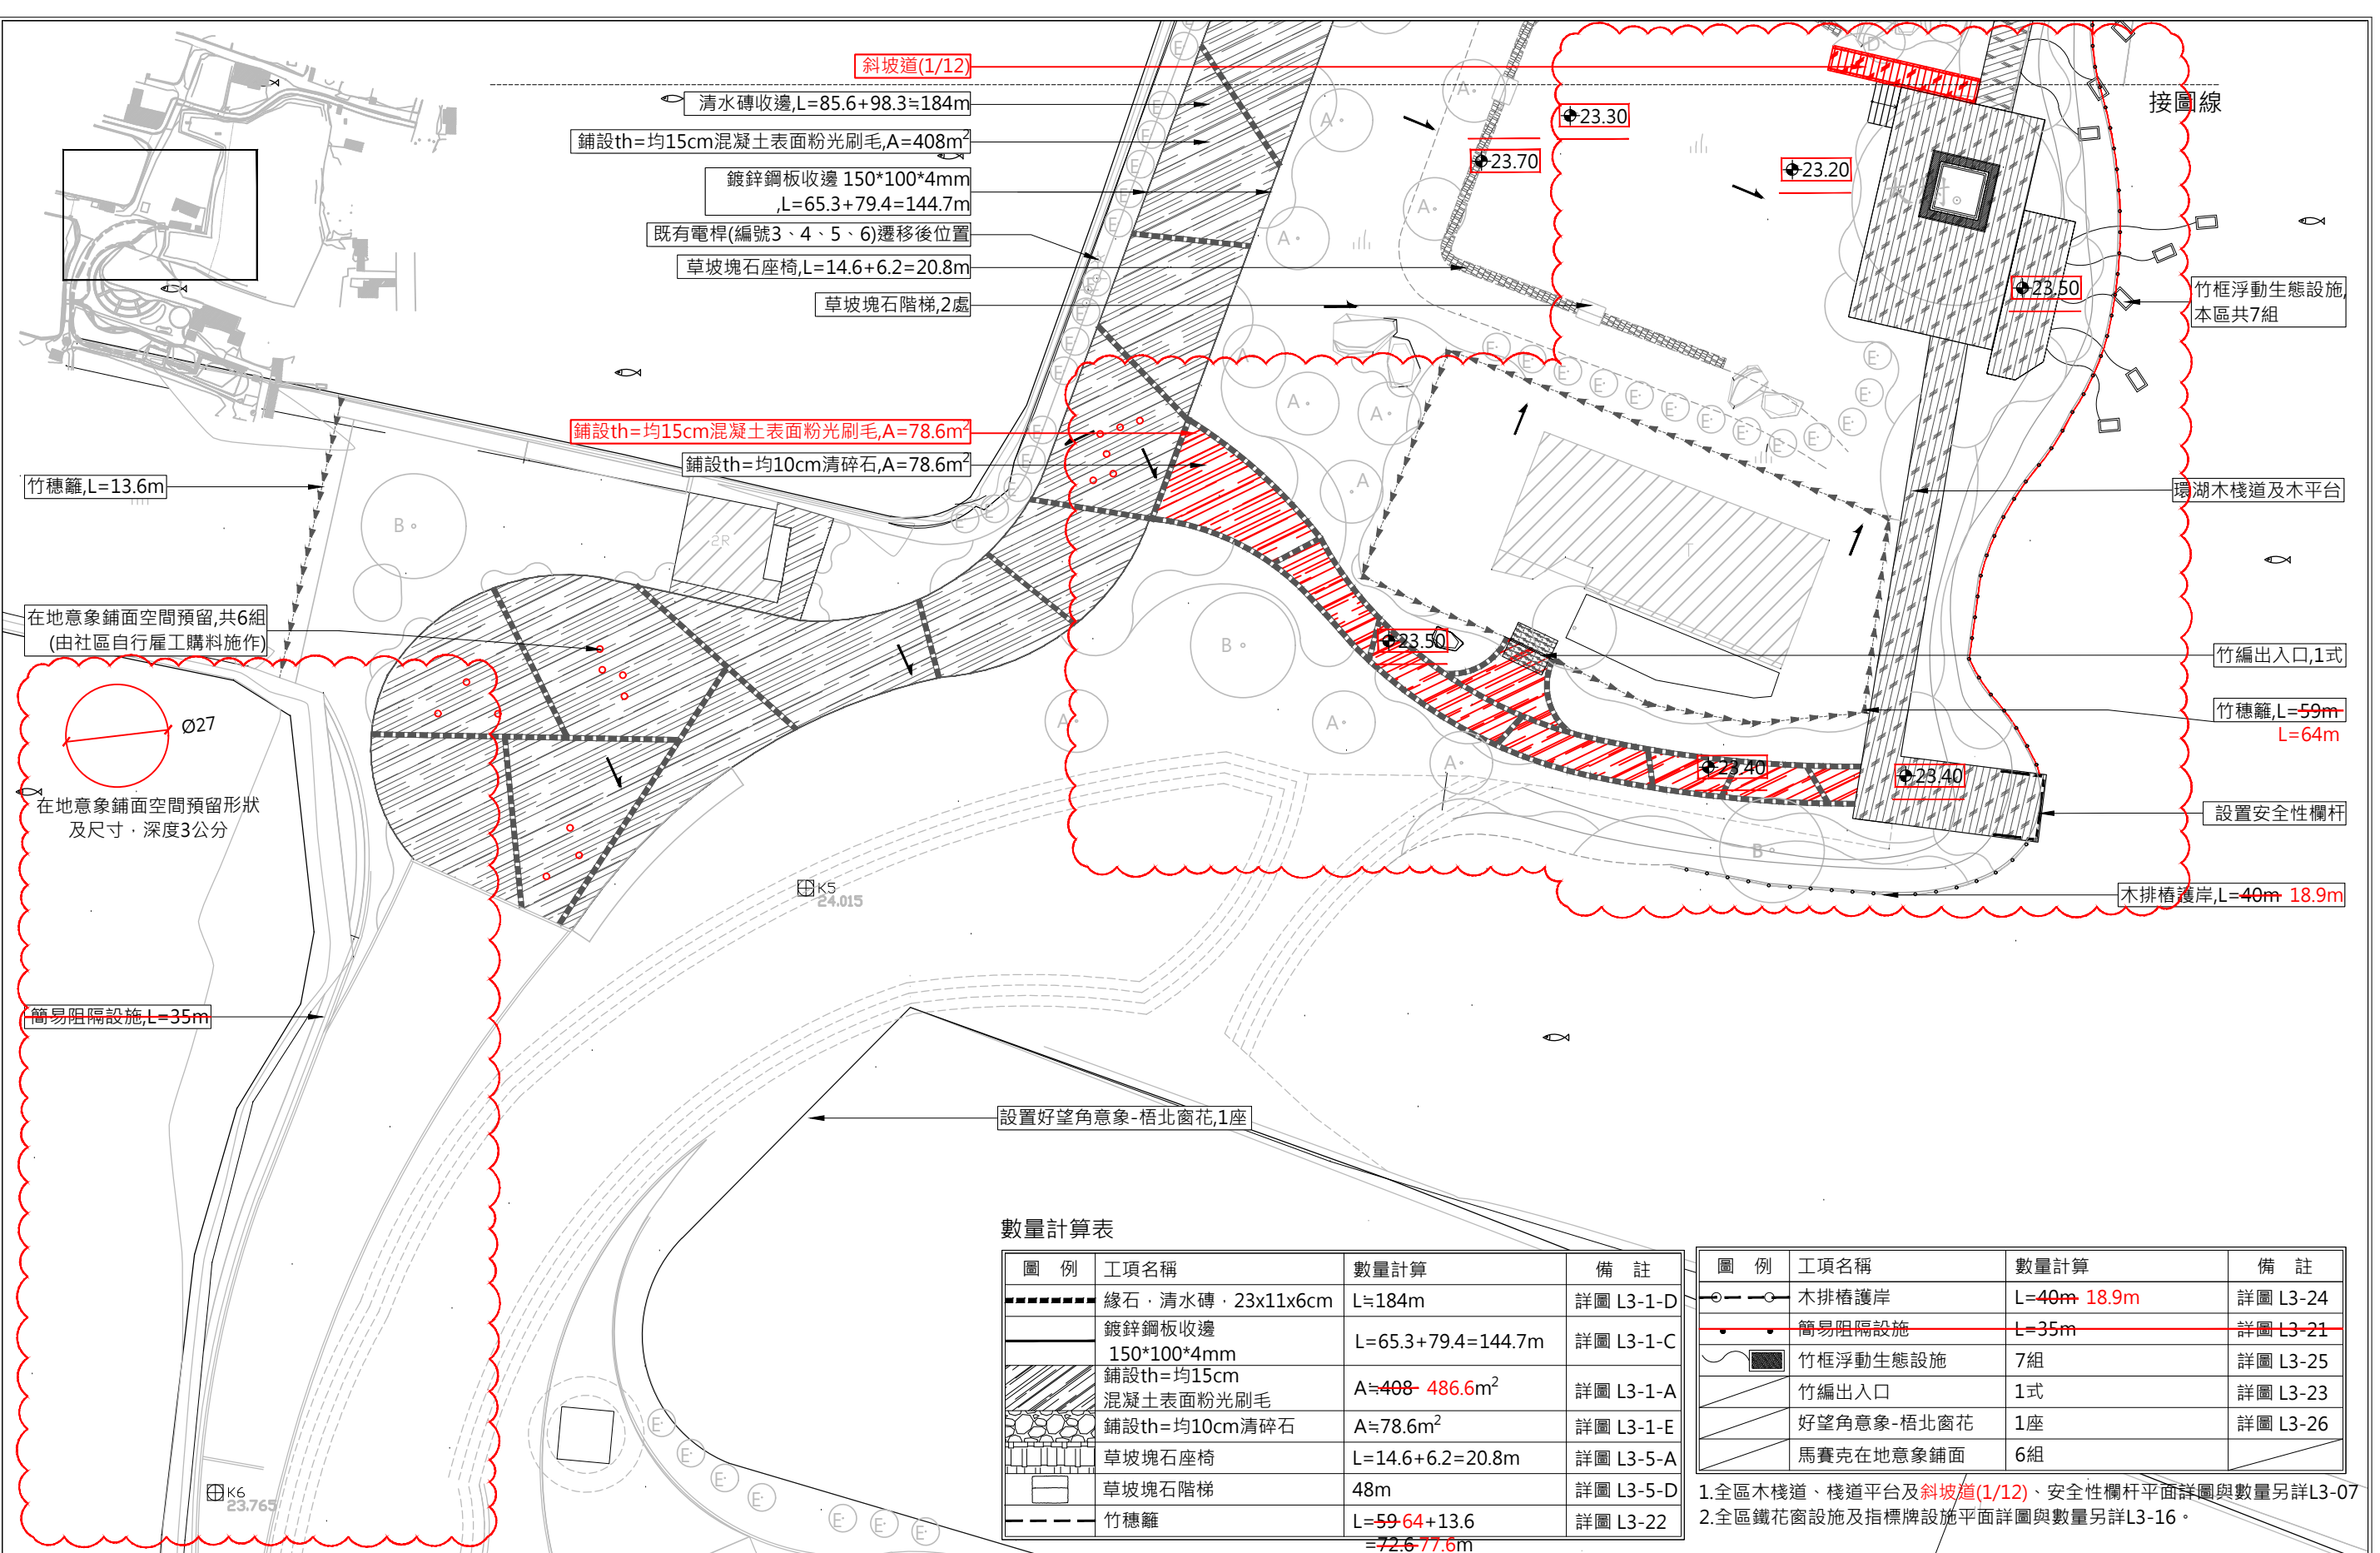 斜坡道(1/12)
清水磚收邊,L=85.6+98.3≒184m
鋪設th=均15cm混凝土表面粉光刷毛,A=408m²
鍍鋅鋼板收邊 150*100*4mm
,L=65.3+79.4=144.7m
既有電桿(編號3、4、5、6)遷移後位置
草坡塊石座椅,L=14.6+6.2=20.8m
草坡塊石階梯,2處
鋪設th=均15cm混凝土表面粉光刷毛,A=78.6m²
鋪設th=均10cm清碎石,A=78.6m²
竹穗籬,L=13.6m
在地意象鋪面空間預留,共6組
(由社區自行雇工購料施作)
Ø27
在地意象鋪面空間預留形狀
及尺寸，深度3公分
簡易阻隔設施,L=35m
接圖線
23.30
23.70
23.20
23.50
竹框浮動生態設施,
本區共7組
環湖木棧道及木平台
竹編出入口,1式
竹穗籬,L=59m
L=64m
23.50
23.40
23.40
設置安全性欄杆
木排樁護岸,L=40m 18.9m
2R
T
K5
24.015
K6
23.765
設置好望角意象-梧北窗花,1座
數量計算表
圖 例 工項名稱 數量計算 備 註
緣石，清水磚，23x11x6cm L≒184m 詳圖 L3-1-D
鍍鋅鋼板收邊
150*100*4mm L=65.3+79.4=144.7m 詳圖 L3-1-C
鋪設th=均15cm
混凝土表面粉光刷毛 A≒408 486.6m² 詳圖 L3-1-A
鋪設th=均10cm清碎石 A≒78.6m² 詳圖 L3-1-E
草坡塊石座椅 L=14.6+6.2=20.8m 詳圖 L3-5-A
草坡塊石階梯 48m 詳圖 L3-5-D
竹穗籬 L=59 64+13.6 詳圖 L3-22
=72.6 77.6m
圖 例 工項名稱 數量計算 備 註
木排樁護岸 L=40m 18.9m 詳圖 L3-24
簡易阻隔設施 L=35m 詳圖 L3-21
竹框浮動生態設施 7組 詳圖 L3-25
竹編出入口 1式 詳圖 L3-23
好望角意象-梧北窗花 1座 詳圖 L3-26
馬賽克在地意象鋪面 6組
1.全區木棧道、棧道平台及斜坡道(1/12)、安全性欄杆平面詳圖與數量另詳L3-07
2.全區鐵花窗設施及指標牌設施平面詳圖與數量另詳L3-16。